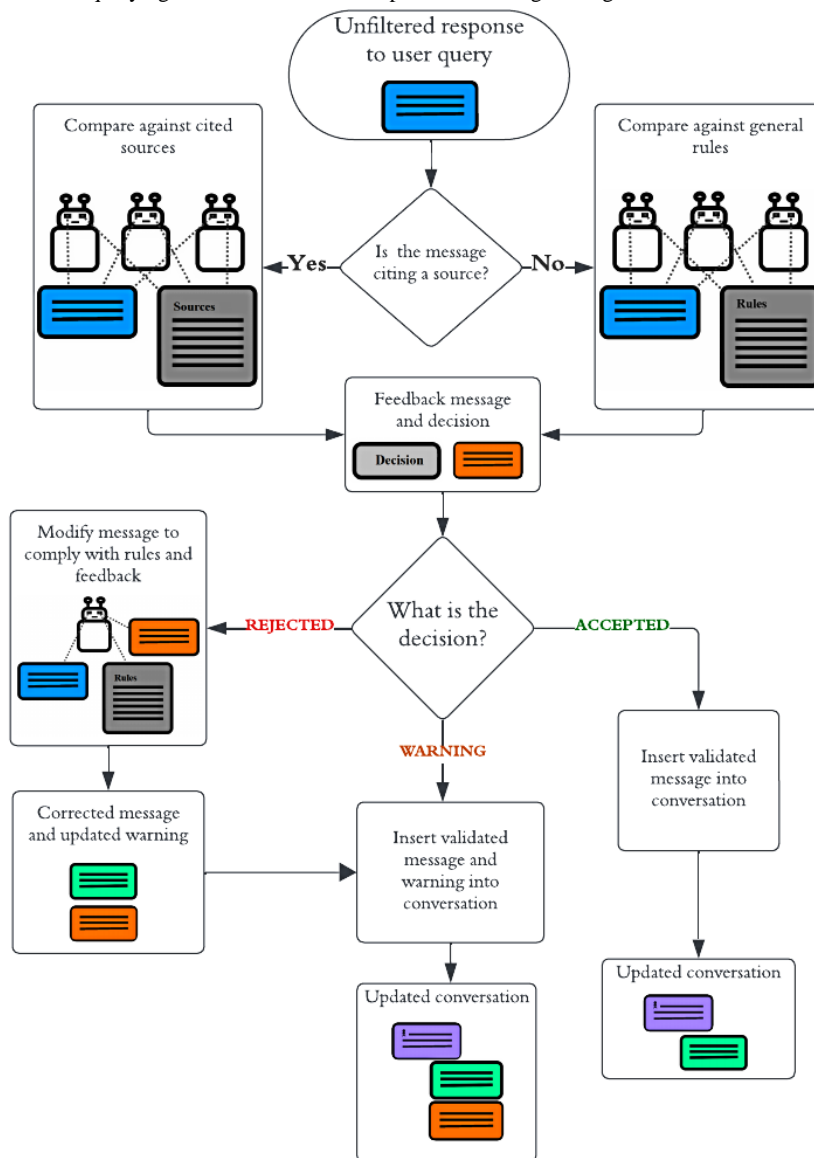 Unfiltered response
to user query
Compare against cited
sources
Compare against general
rules
Is the message
citing a source?
Yes
No
Sources
Rules
Feedback message
and decision
Decision
Modify message to
comply with rules and
feedback
Rules
What is the
decision?
REJECTED
ACCEPTED
WARNING
Insert validated
message into
conversation
Corrected message
and updated warning
Insert validated
message and
warning into
conversation
Updated conversation
Updated conversation